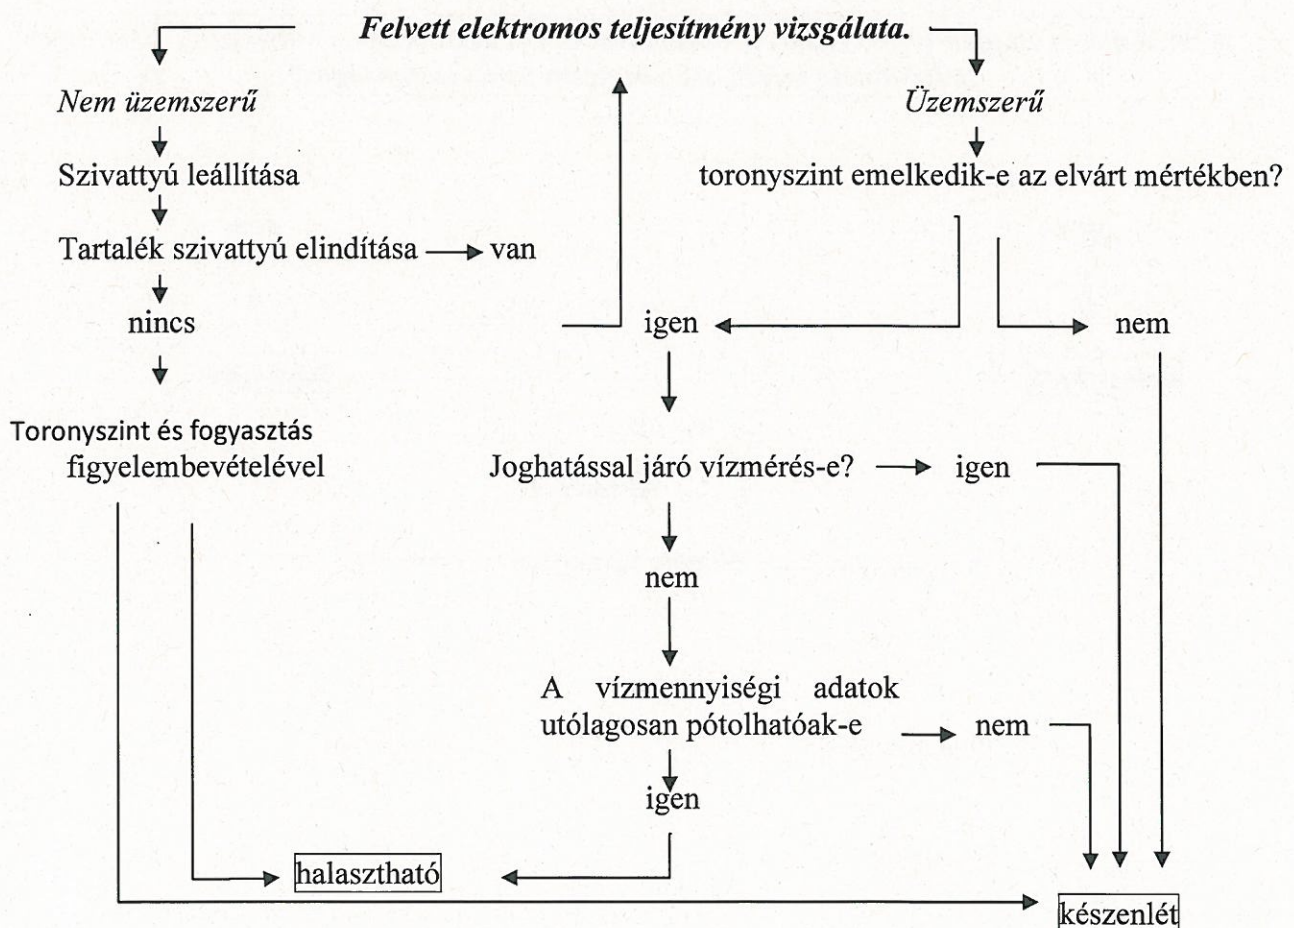 Felvett elektromos teljesítmény vizsgálata.
Nem üzemszerű
Üzemszerű
Szivattyú leállítása
toronyszint emelkedik-e az elvárt mértékben?
Tartalék szivattyú elindítása
van
nincs
igen
nem
Toronyszint és fogyasztás
figyelembevételével
Joghatással járó vízmérés-e?
igen
nem
A vízmennyiségi adatok
utólagosan pótolhatóak-e
nem
igen
halasztható
készenlét